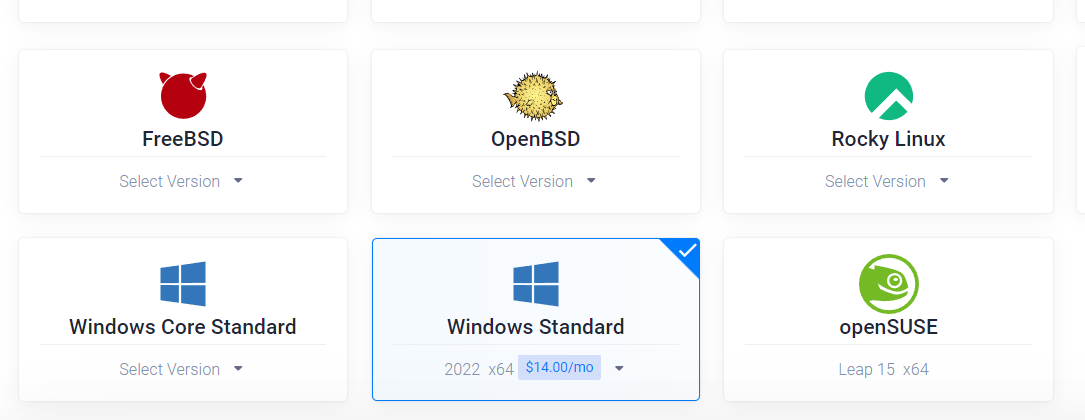 FreeBSD
OpenBSD
Rocky Linux
Select Version
Select Version
Select Version
Windows Core Standard
Windows Standard
openSUSE
Select Version
2022 x64 $14.00/mo
Leap 15 x64